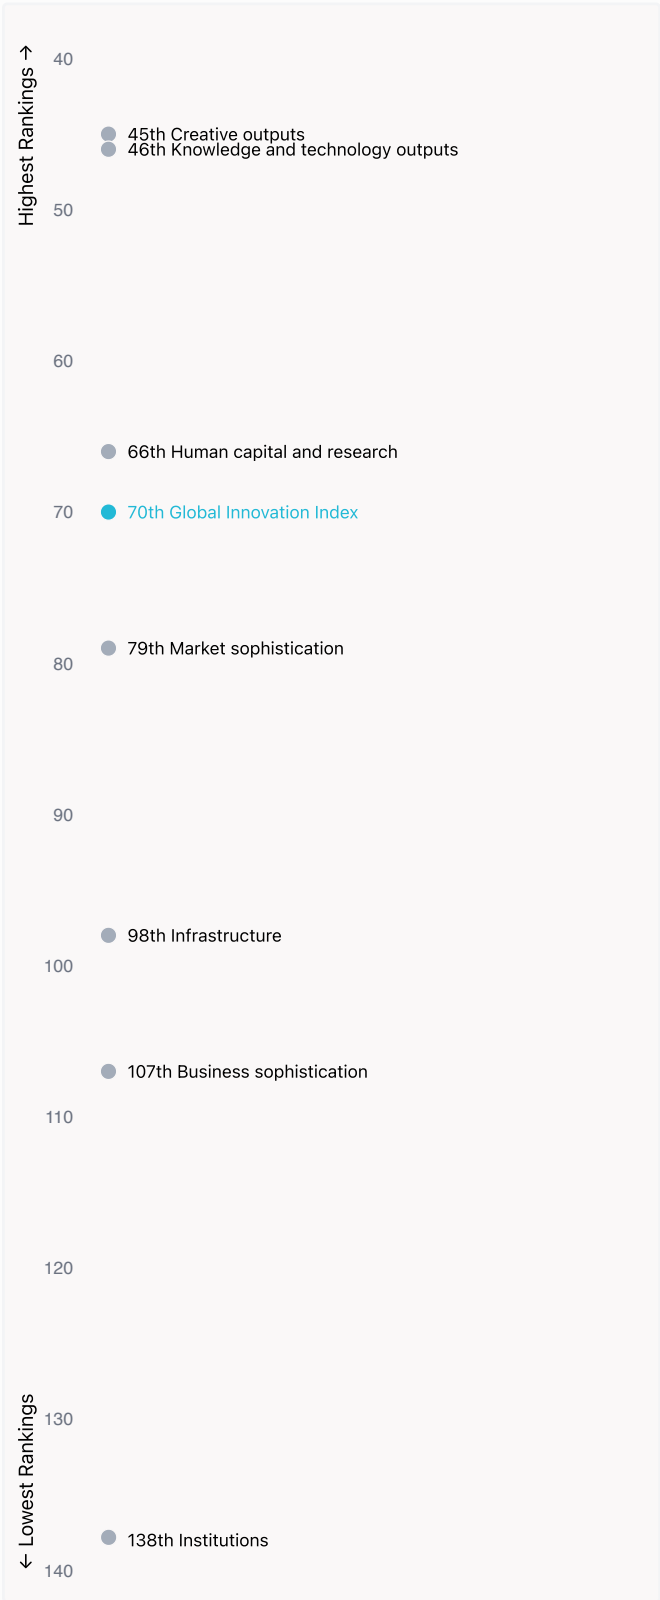 Highest Rankings →
40
45th Creative outputs
46th Knowledge and technology outputs
50
60
66th Human capital and research
70
70th Global Innovation Index
79th Market sophistication
80
90
98th Infrastructure
100
107th Business sophistication
110
120
← Lowest Rankings
130
138th Institutions
140